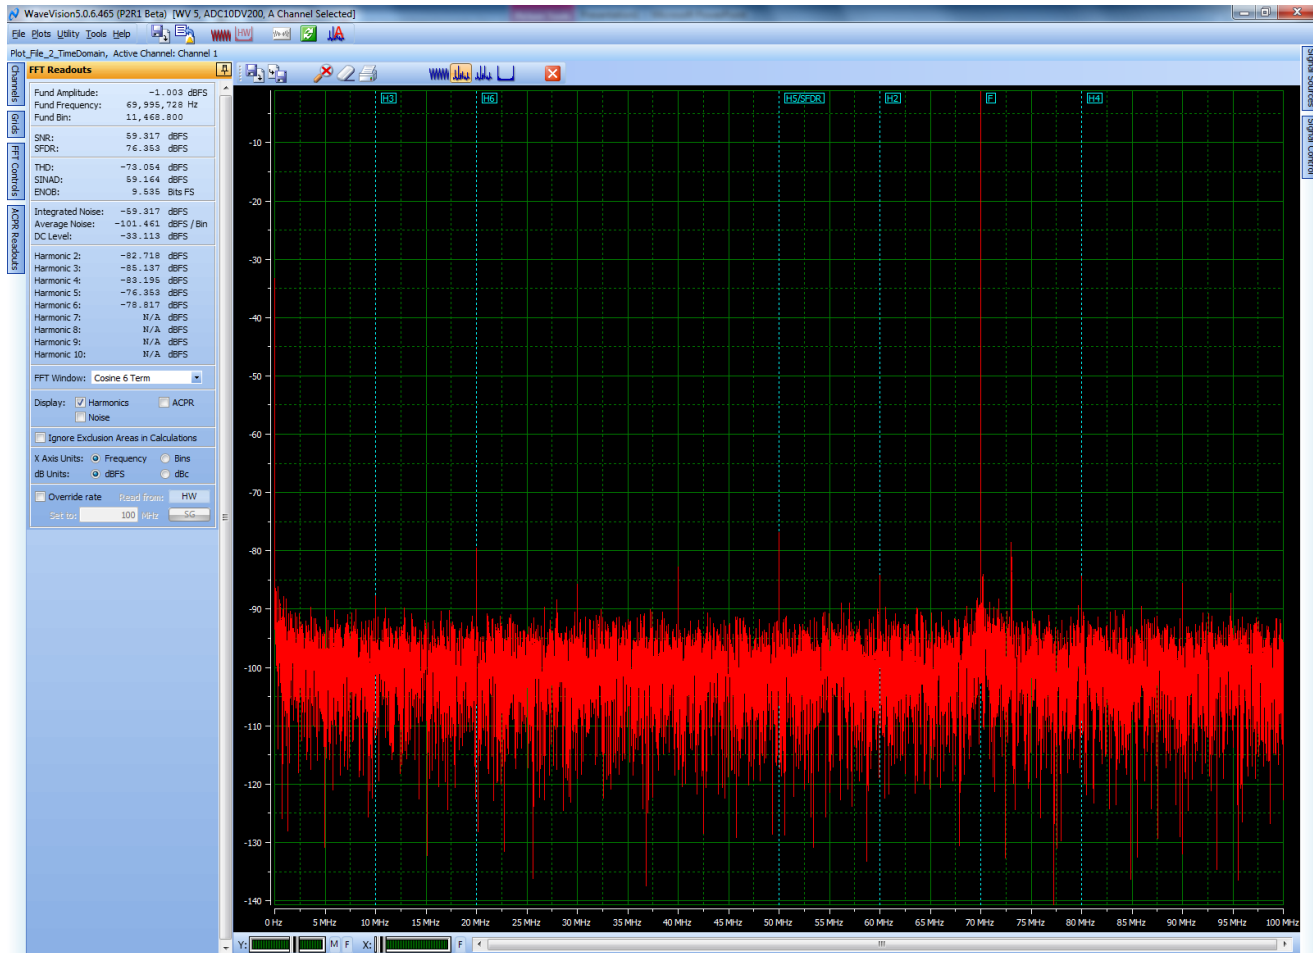 WaveVision5.0.6.465 (P2R1 Beta) [WV 5, ADC10DV200, A Channel Selected]
File Plots Utility Tools Help
HW
Plot_File_2_TimeDomain, Active Channel: Channel 1
Channels
Grids
FFT Controls
ACPR Readouts
FFT Readouts
Fund Amplitude: -1.003 dBFS
Fund Frequency: 69,995,728 Hz
Fund Bin: 11,468.800
SNR: 59.317 dBFS
SFDR: 76.353 dBFS
THD: -73.054 dBFS
SINAD: 59.164 dBFS
ENOB: 9.535 Bits FS
Integrated Noise: -59.317 dBFS
Average Noise: -101.461 dBFS / Bin
DC Level: -33.113 dBFS
Harmonic 2: -82.718 dBFS
Harmonic 3: -85.137 dBFS
Harmonic 4: -83.195 dBFS
Harmonic 5: -76.353 dBFS
Harmonic 6: -78.817 dBFS
Harmonic 7: N/A dBFS
Harmonic 8: N/A dBFS
Harmonic 9: N/A dBFS
Harmonic 10: N/A dBFS
FFT Window: Cosine 6 Term
Display: Harmonics ACPR
Noise
Ignore Exclusion Areas in Calculations
X Axis Units: Frequency Bins
dB Units: dBFS dBc
Override rate Read from: HW
Set to: 100 MHz SG
H3 H6 H5/SFDR H2 F H4
-10
-20
-30
-40
-50
-60
-70
-80
-90
-100
-110
-120
-130
-140
0 Hz 5 MHz 10 MHz 15 MHz 20 MHz 25 MHz 30 MHz 35 MHz 40 MHz 45 MHz 50 MHz 55 MHz 60 MHz 65 MHz 70 MHz 75 MHz 80 MHz 85 MHz 90 MHz 95 MHz 100 MHz
Y: M F X: F
Signal Sources
Signal Control